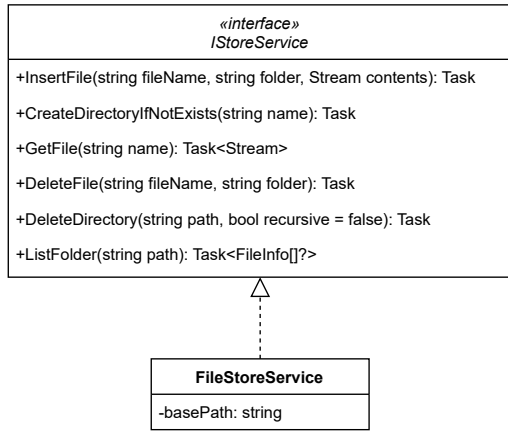 «interface»
IStoreService
+InsertFile(string fileName, string folder, Stream contents): Task
+CreateDirectoryIfNotExists(string name): Task
+GetFile(string name): Task<Stream>
+DeleteFile(string fileName, string folder): Task
+DeleteDirectory(string path, bool recursive = false): Task
+ListFolder(string path): Task<FileInfo[]?>
FileStoreService
-basePath: string